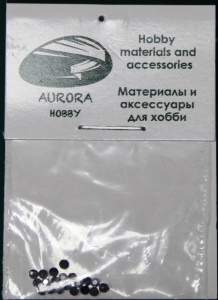 AURORA
HOBBY
Hobby
materials and
accessories
Материалы и
аксессуары
для хобби